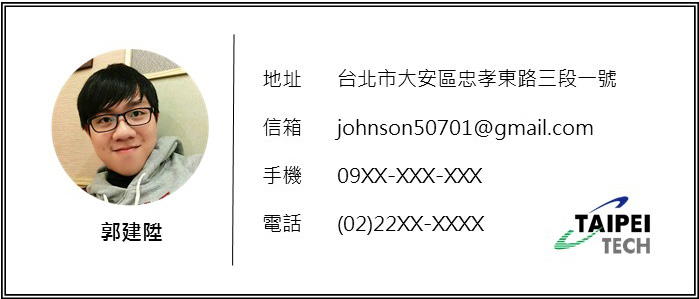 郭建陞
地址 台北市大安區忠孝東路三段一號
信箱 johnson50701@gmail.com
手機 09XX-XXX-XXX
電話 (02)22XX-XXXX
TAIPEI
TECH